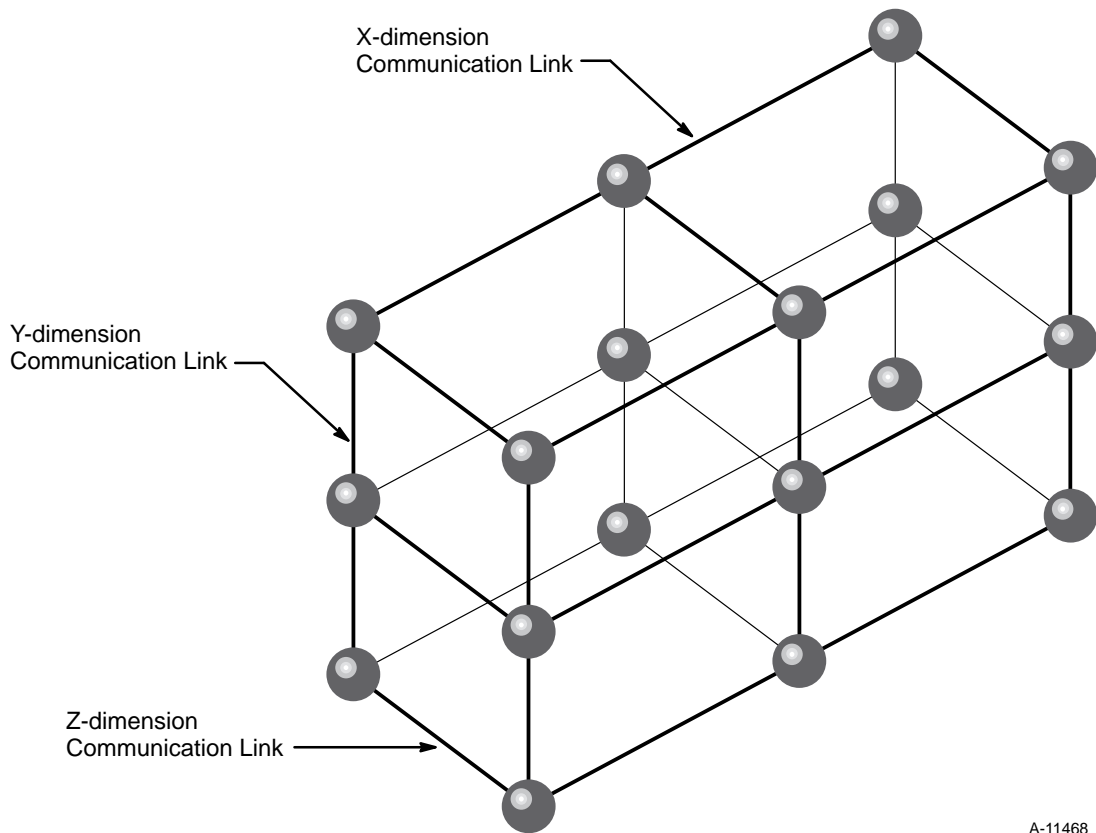 X-dimension
Communication Link
Y-dimension
Communication Link
Z-dimension
Communication Link
A-11468